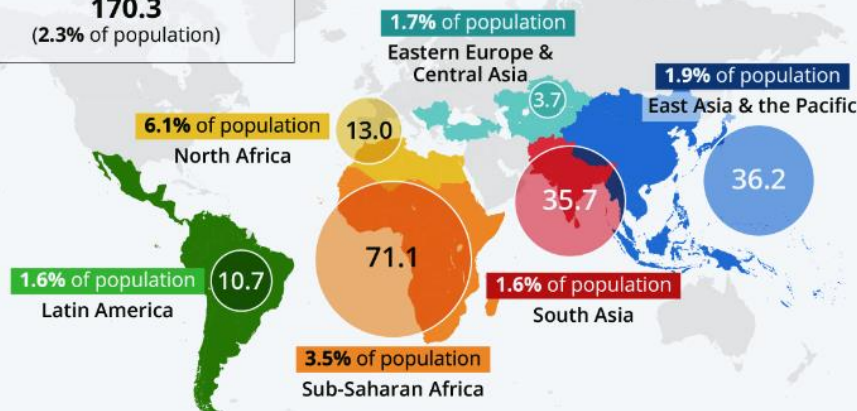 170.3
(2.3% of population)
1.7% of population
Eastern Europe &
Central Asia
3.7
1.9% of population
East Asia & the Pacific
36.2
6.1% of population
North Africa
13.0
35.7
1.6% of population
South Asia
71.1
3.5% of population
Sub-Saharan Africa
1.6% of population
Latin America
10.7